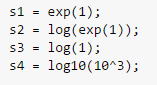 s1 = exp(1);
s2 = log(exp(1));
s3 = log(1);
s4 = log10(10^3);